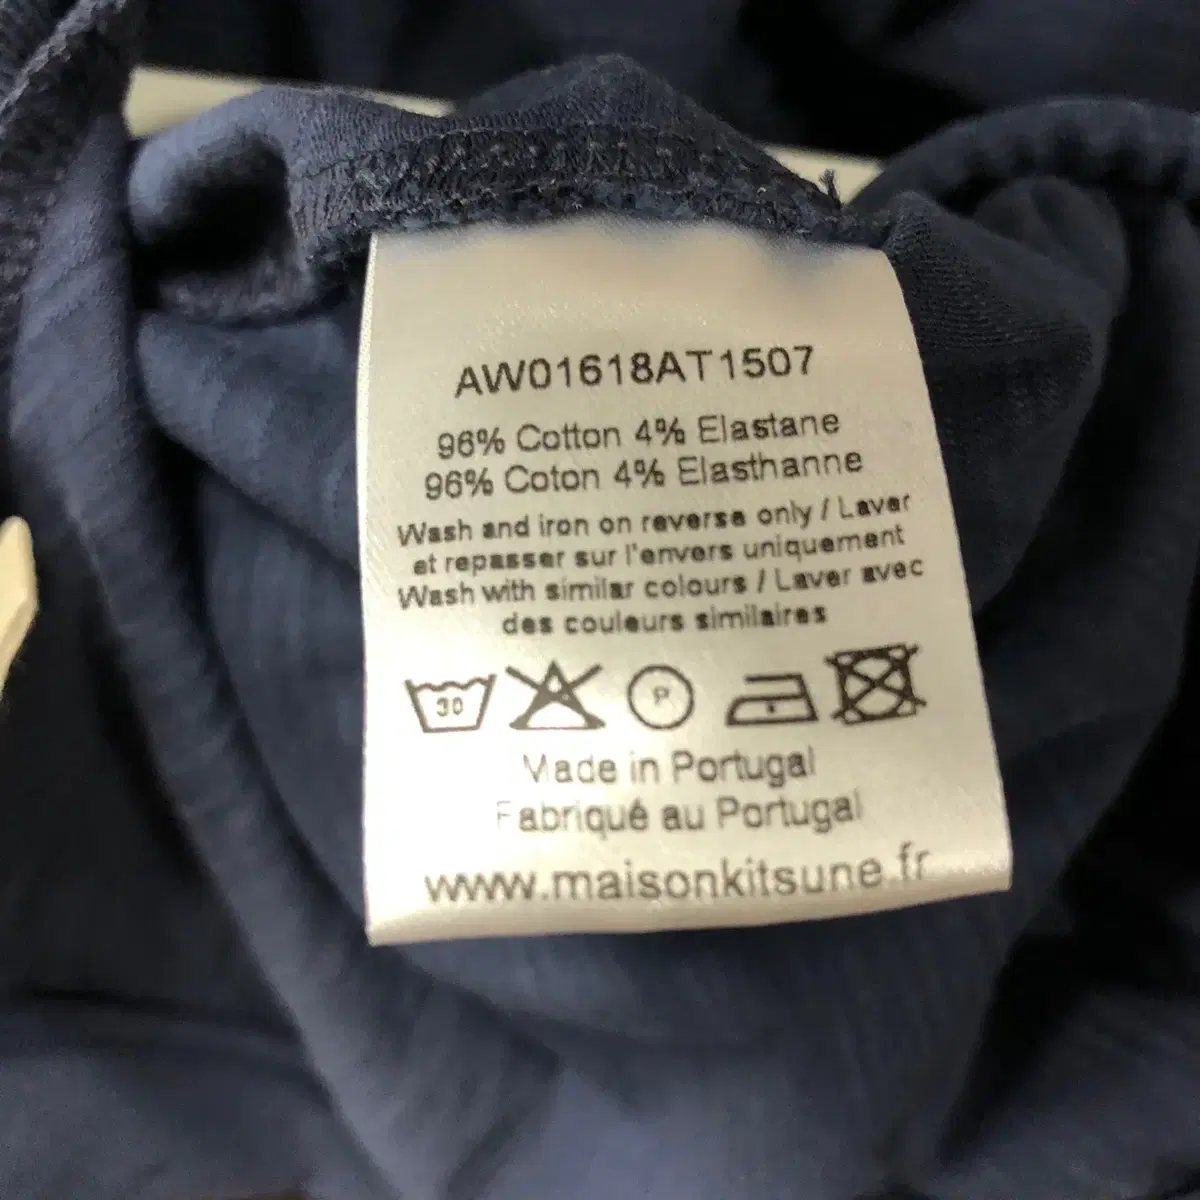 AW01618AT1507
96% Cotton 4% Elastane
96% Coton 4% Elasthanne
Wash and iron on reverse only / Laver
et repasser sur l'envers uniquement
Wash with similar colours / Laver avec
des couleurs similaires
30 P
Made in Portugal
Fabriqué au Portugal
www.maisonkitsune.fr